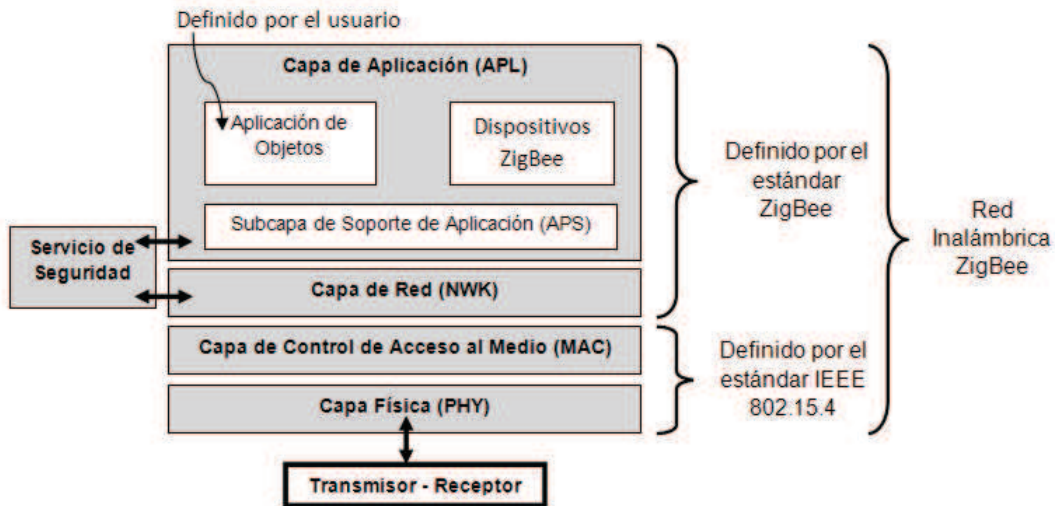 Definido por el usuario
Capa de Aplicación (APL)
Aplicación de
Objetos
Dispositivos
ZigBee
Subcapa de Soporte de Aplicación (APS)
Servicio de
Seguridad
Capa de Red (NWK)
Capa de Control de Acceso al Medio (MAC)
Capa Física (PHY)
Transmisor - Receptor
Definido por el
estándar
ZigBee
Definido por el
estándar IEEE
802.15.4
Red
Inalámbrica
ZigBee